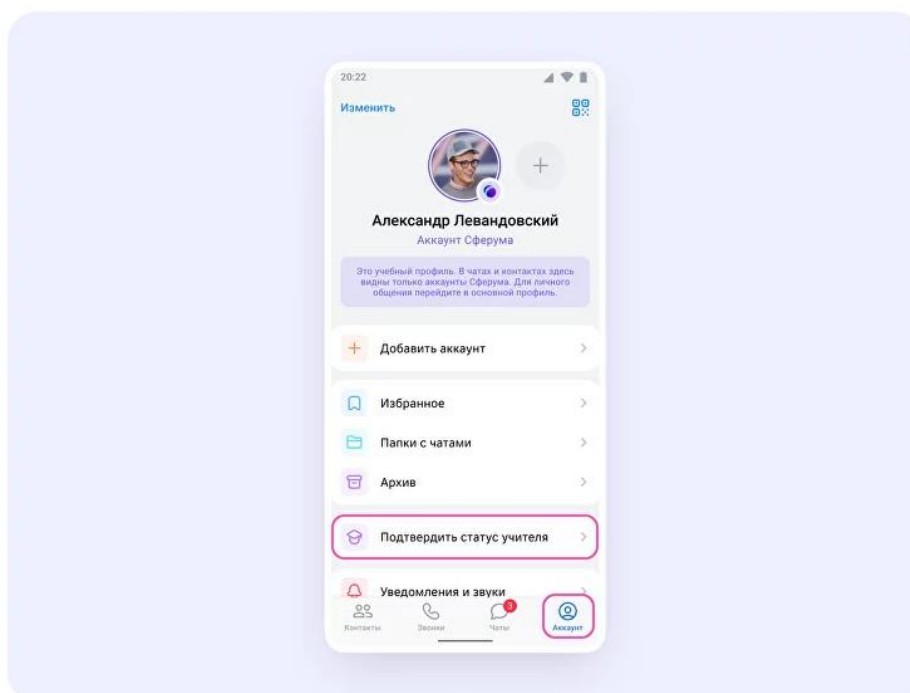 20:22
Изменить
Александр Левандовский
Аккаунт Сферума
Это учебный профиль. В чатах и контактах здесь
видны только аккаунты Сферума. Для личного
общения перейдите в основной профиль.
Добавить аккаунт
Избранное
Папки с чатами
Архив
Подтвердить статус учителя
Уведомления и звуки
3
Контакты Звонки Чаты Аккаунт